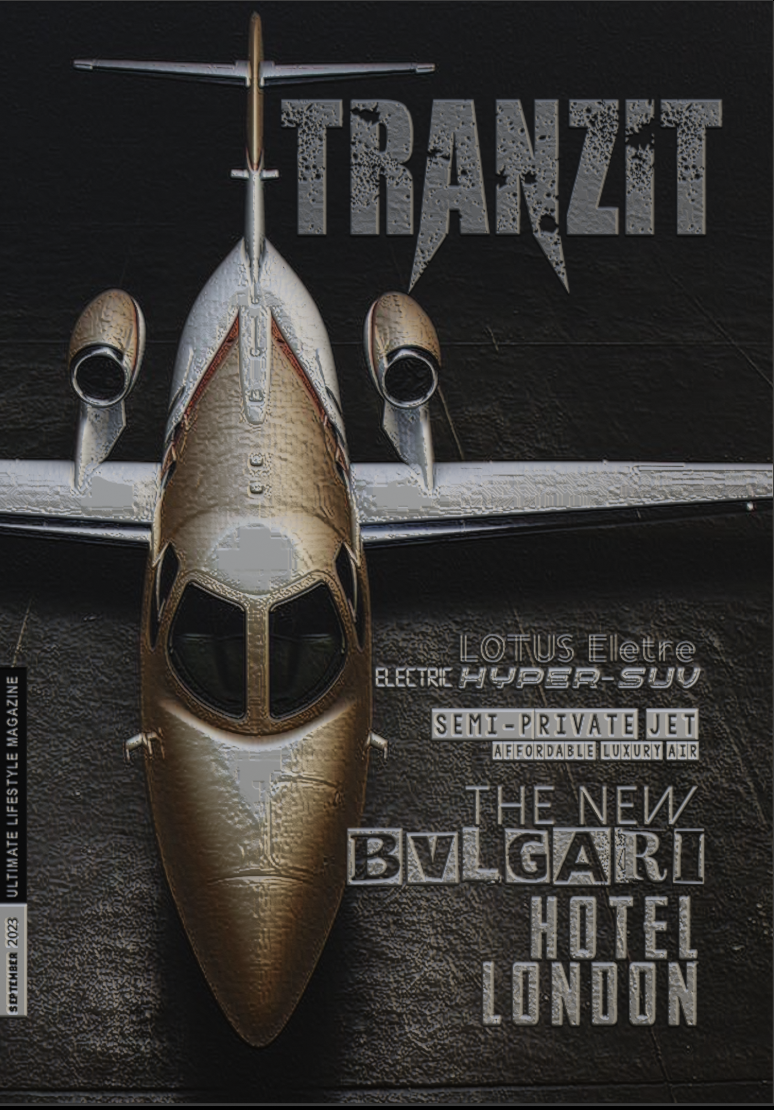 TRANZIT
LOTUS Eletre
ELECTRIC HYPER-SUV
SEMI-PRIVATE JET
AFFORDABLE LUXURY AIR
THE NEW
BVLGARI
HOTEL
LONDON
ULTIMATE LIFESTYLE MAGAZINE
SEPTEMBER 2023